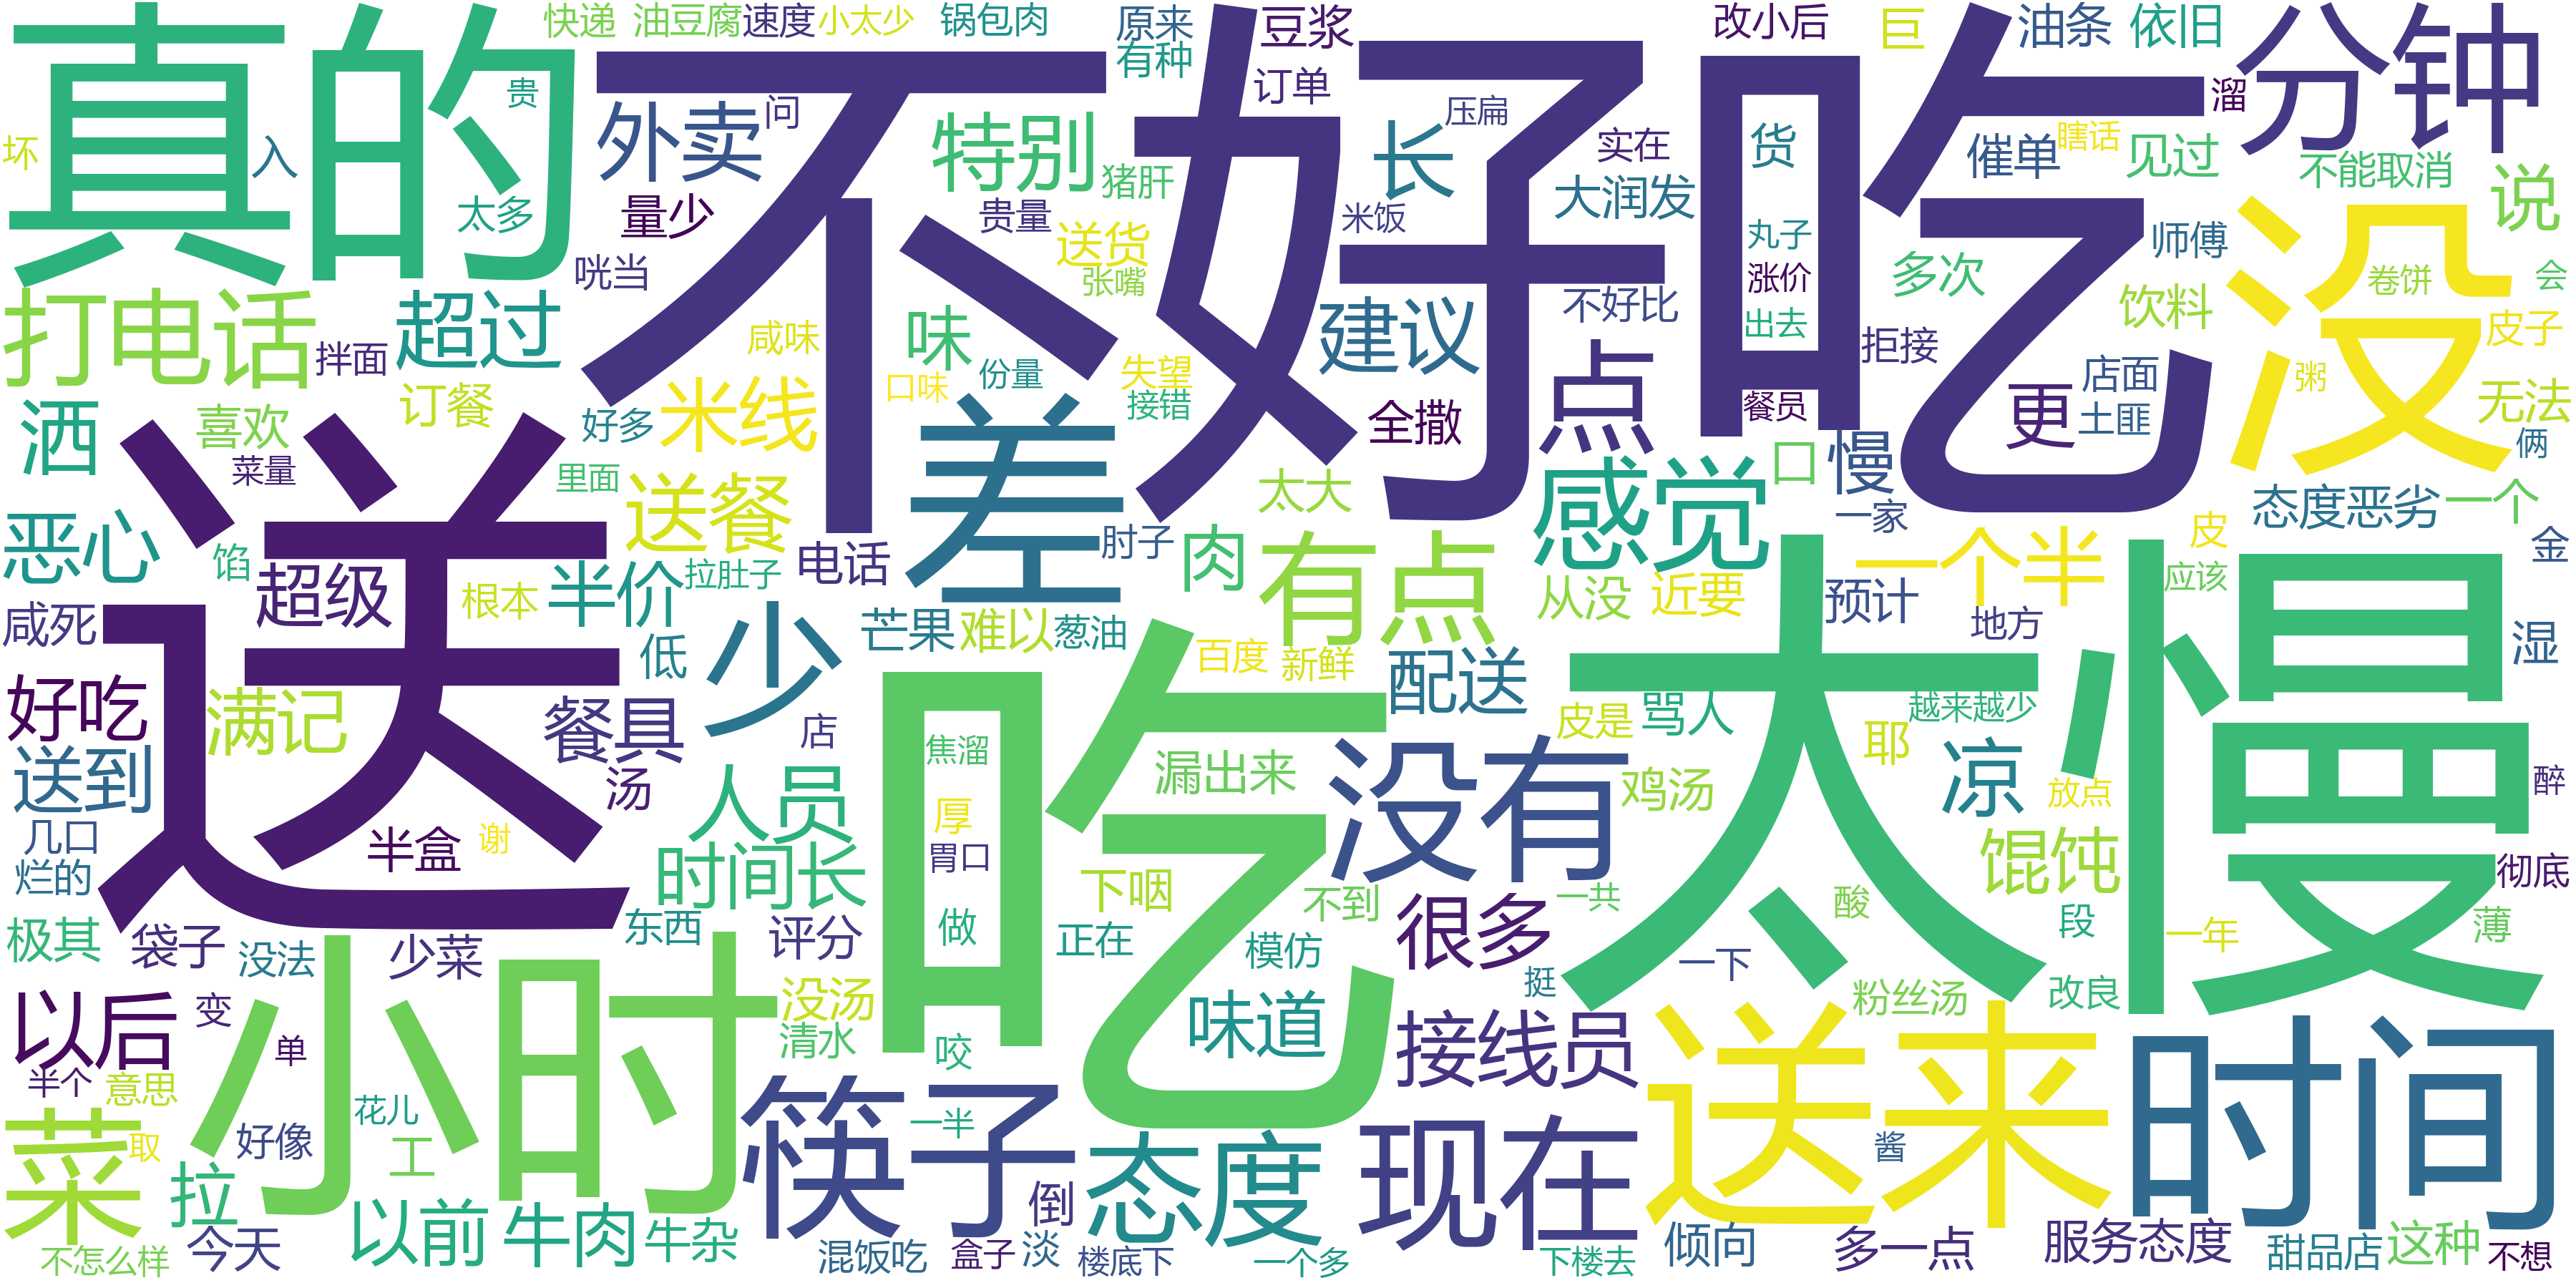 真的
不好吃
分钟
没
送
吃
太慢
小时
送来
时间
差
少
没有
感觉
有点
点
筷子
态度
现在
菜
打电话
超过
外卖
特别
建议
长
快递
油豆腐
速度
小太少
锅包肉
原来
有种
豆浆
订单
改小后
巨
油条
依旧
溜
催单
瞎话
见过
不能取消
说
坏
入
贵
太多
问
量少
咣当
猪肝
贵量
送货
张嘴
压扁
实在
货
大润发
米饭
丸子
涨价
出去
多次
师傅
卷饼
会
饮料
皮子
不好比
拒接
店面
土匪
粥
无法
俩
拌面
咸味
味
口味
份量
失望
接错
洒
喜欢
订餐
好多
米线
全撒
餐员
更
菜量
里面
送餐
太大
口
慢
一家
态度恶劣
一个
恶心
馅
超级
根本
半价
拉肚子
电话
肘子
肉
从没
近要
一个半
预计
地方
皮
应该
金
咸死
低
芒果
难以
葱油
百度
新鲜
配送
湿
好吃
满记
餐具
店
皮是
骂人
越来越少
耶
凉
送到
汤
焦溜
漏出来
鸡汤
放点
醉
几口
半盒
谢
人员
厚
馄饨
烂的
时间长
胃口
下咽
不到
很多
一共
酸
彻底
极其
袋子
没法
少菜
东西
评分
做
正在
模仿
段
一年
薄
以后
变
单
没汤
清水
咬
味道
挺
一下
粉丝汤
改良
半个
意思
花儿
一半
接线员
取
好像
工
酱
拉
今天
以前
牛肉
牛杂
倒
不怎么样
混饭吃
盒子
淡
楼底下
一个多
下楼去
倾向
多一点
服务态度
甜品店
这种
不想